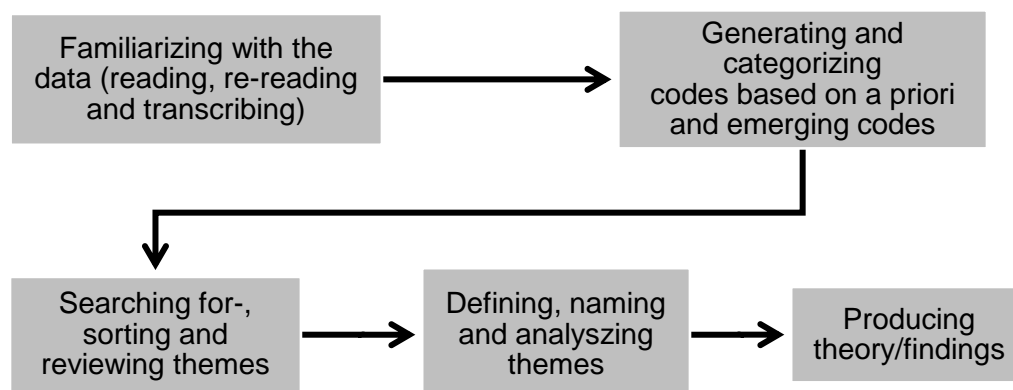 Familiarizing with the
data (reading, re-reading
and transcribing)
Generating and
categorizing
codes based on a priori
and emerging codes
Searching for-,
sorting and
reviewing themes
Defining, naming
and analyszing
themes
Producing
theory/findings